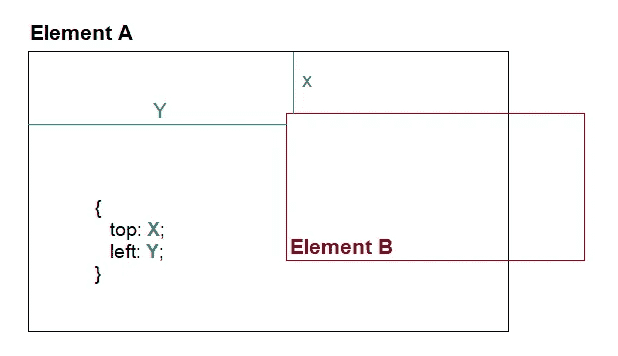 Element A
x
Y
{
top: X;
left: Y;
}
Element B